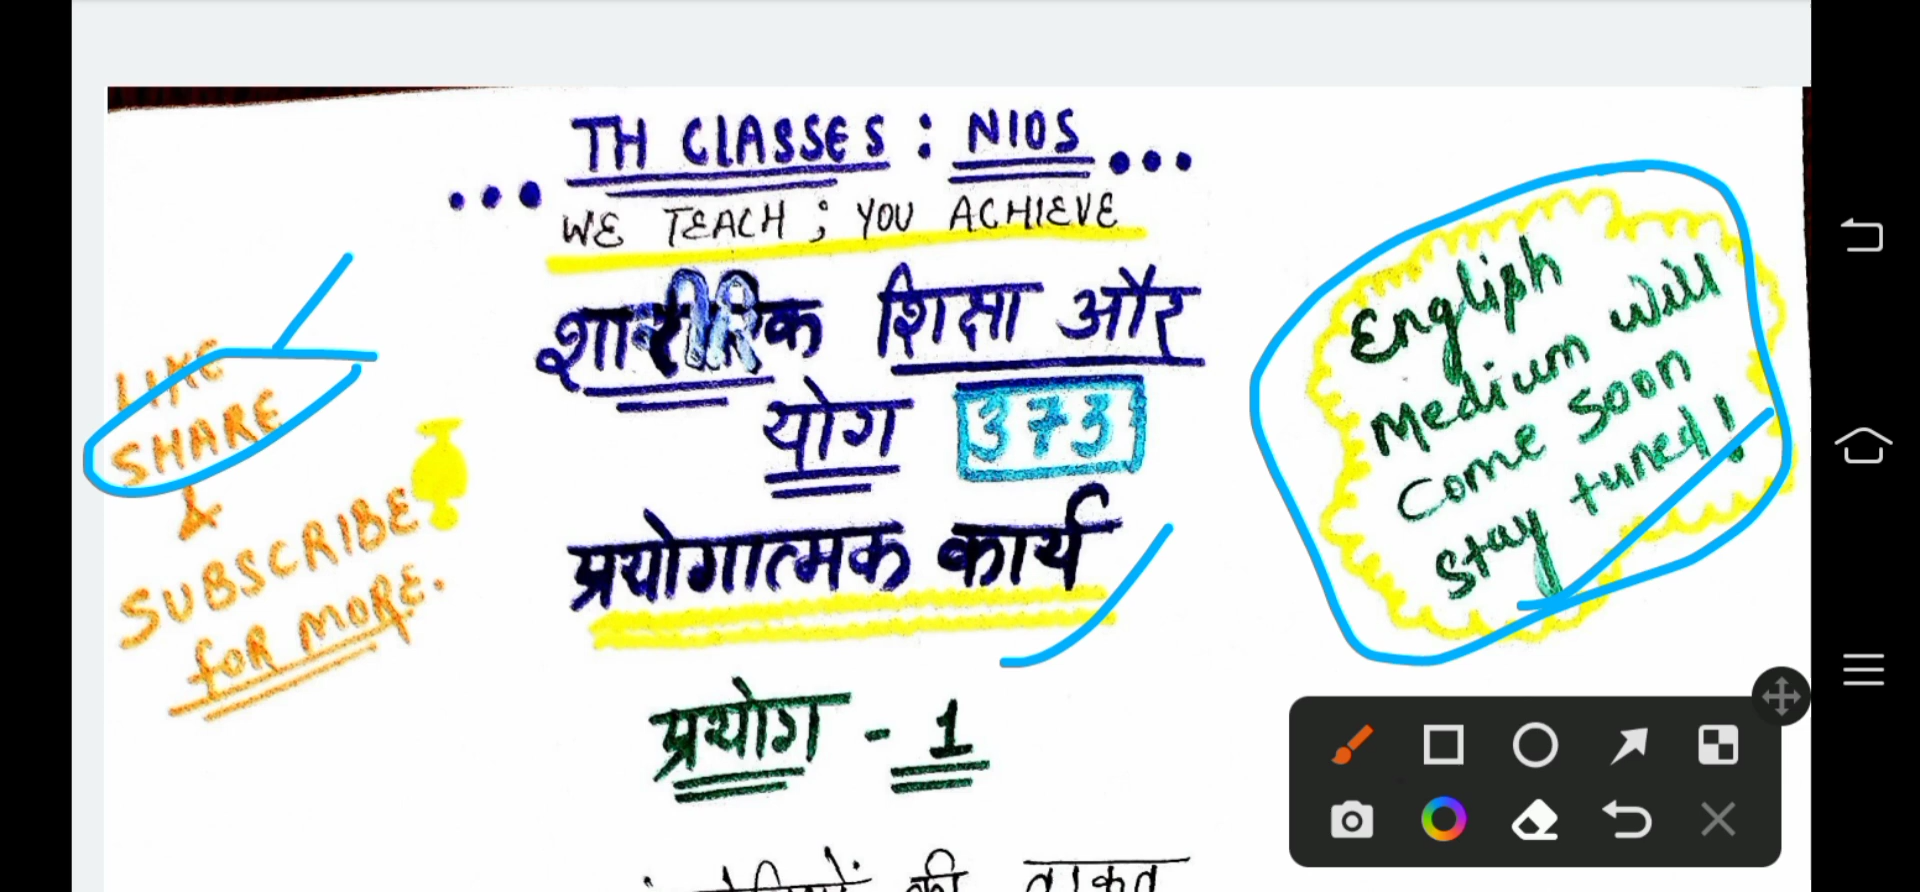 TH CLASSES : NIOS
WE TEACH ; YOU ACHIEVE
शारीरिक शिक्षा और
योग 373
प्रयोगात्मक कार्य
प्रयोग - 1
की ताकत
LIKE
SHARE
&
SUBSCRIBE
FOR MORE.
English
Medium will
Come soon
Stay tuned!